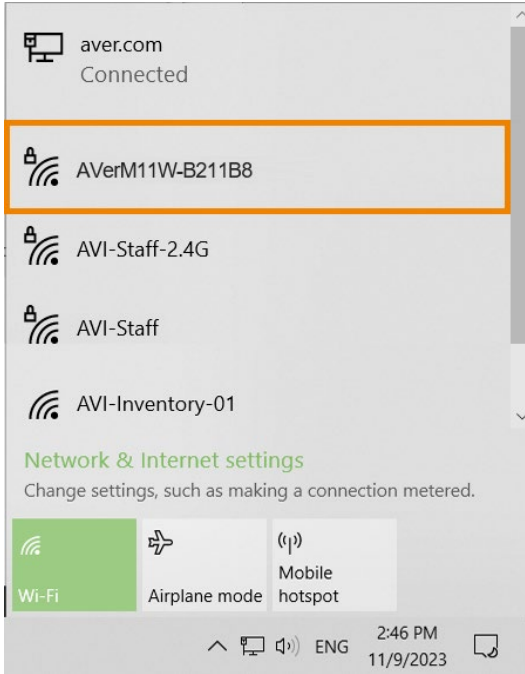 aver.com
Connected
AVerM11W-B211B8
AVI-Staff-2.4G
AVI-Staff
AVI-Inventory-01
Network & Internet settings
Change settings, such as making a connection metered.
Wi-Fi
Airplane mode
Mobile
hotspot
ENG
2:46 PM
11/9/2023